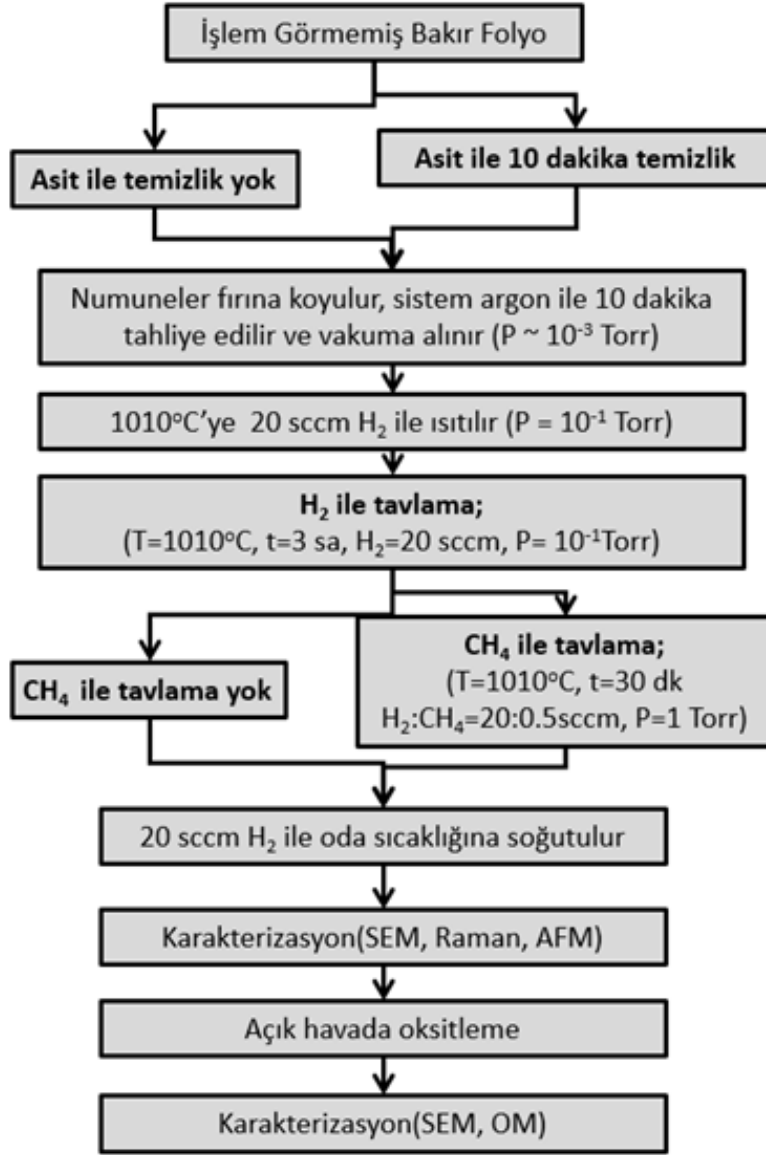 İşlem Görmemiş Bakır Folyo
Asit ile temizlik yok
Asit ile 10 dakika temizlik
Numuneler fırına koyulur, sistem argon ile 10 dakika
tahliye edilir ve vakuma alınır (P ~ 10⁻³ Torr)
1010°C'ye 20 sccm H₂ ile ısıtılır (P = 10⁻¹ Torr)
H₂ ile tavlama;
(T=1010°C, t=3 sa, H₂=20 sccm, P= 10⁻¹Torr)
CH₄ ile tavlama yok
CH₄ ile tavlama;
(T=1010°C, t=30 dk
H₂:CH₄=20:0.5sccm, P=1 Torr)
20 sccm H₂ ile oda sıcaklığına soğutulur
Karakterizasyon(SEM, Raman, AFM)
Açık havada oksitleme
Karakterizasyon(SEM, OM)